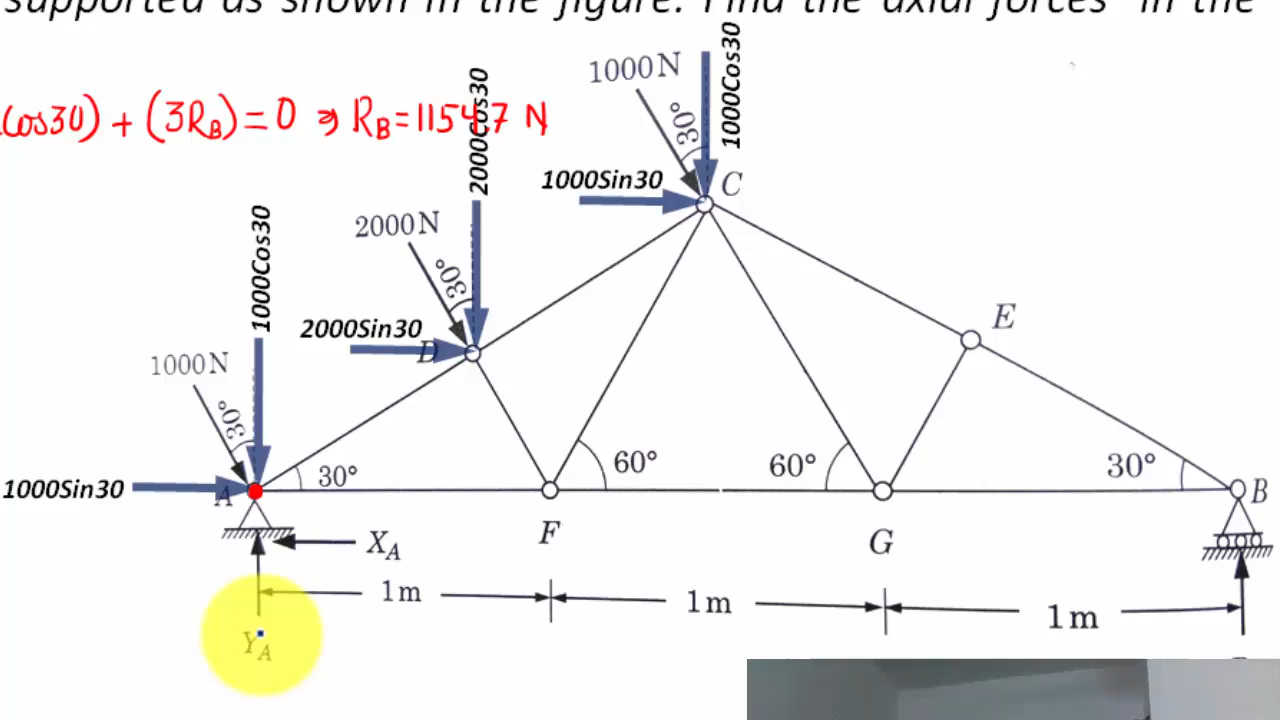 supported as shown in the figure. Find the axial forces in the
Cos30) + (3R_B) = 0 ⇒ R_B = 1154.7 N
1000N
30°
1000Cos30
1000Sin30
C
2000N
30°
2000Cos30
2000Sin30
D
1000N
30°
1000Cos30
1000Sin30
A
E
30°
60°
60°
30°
B
F
G
X_A
Y_A
1m
1m
1m